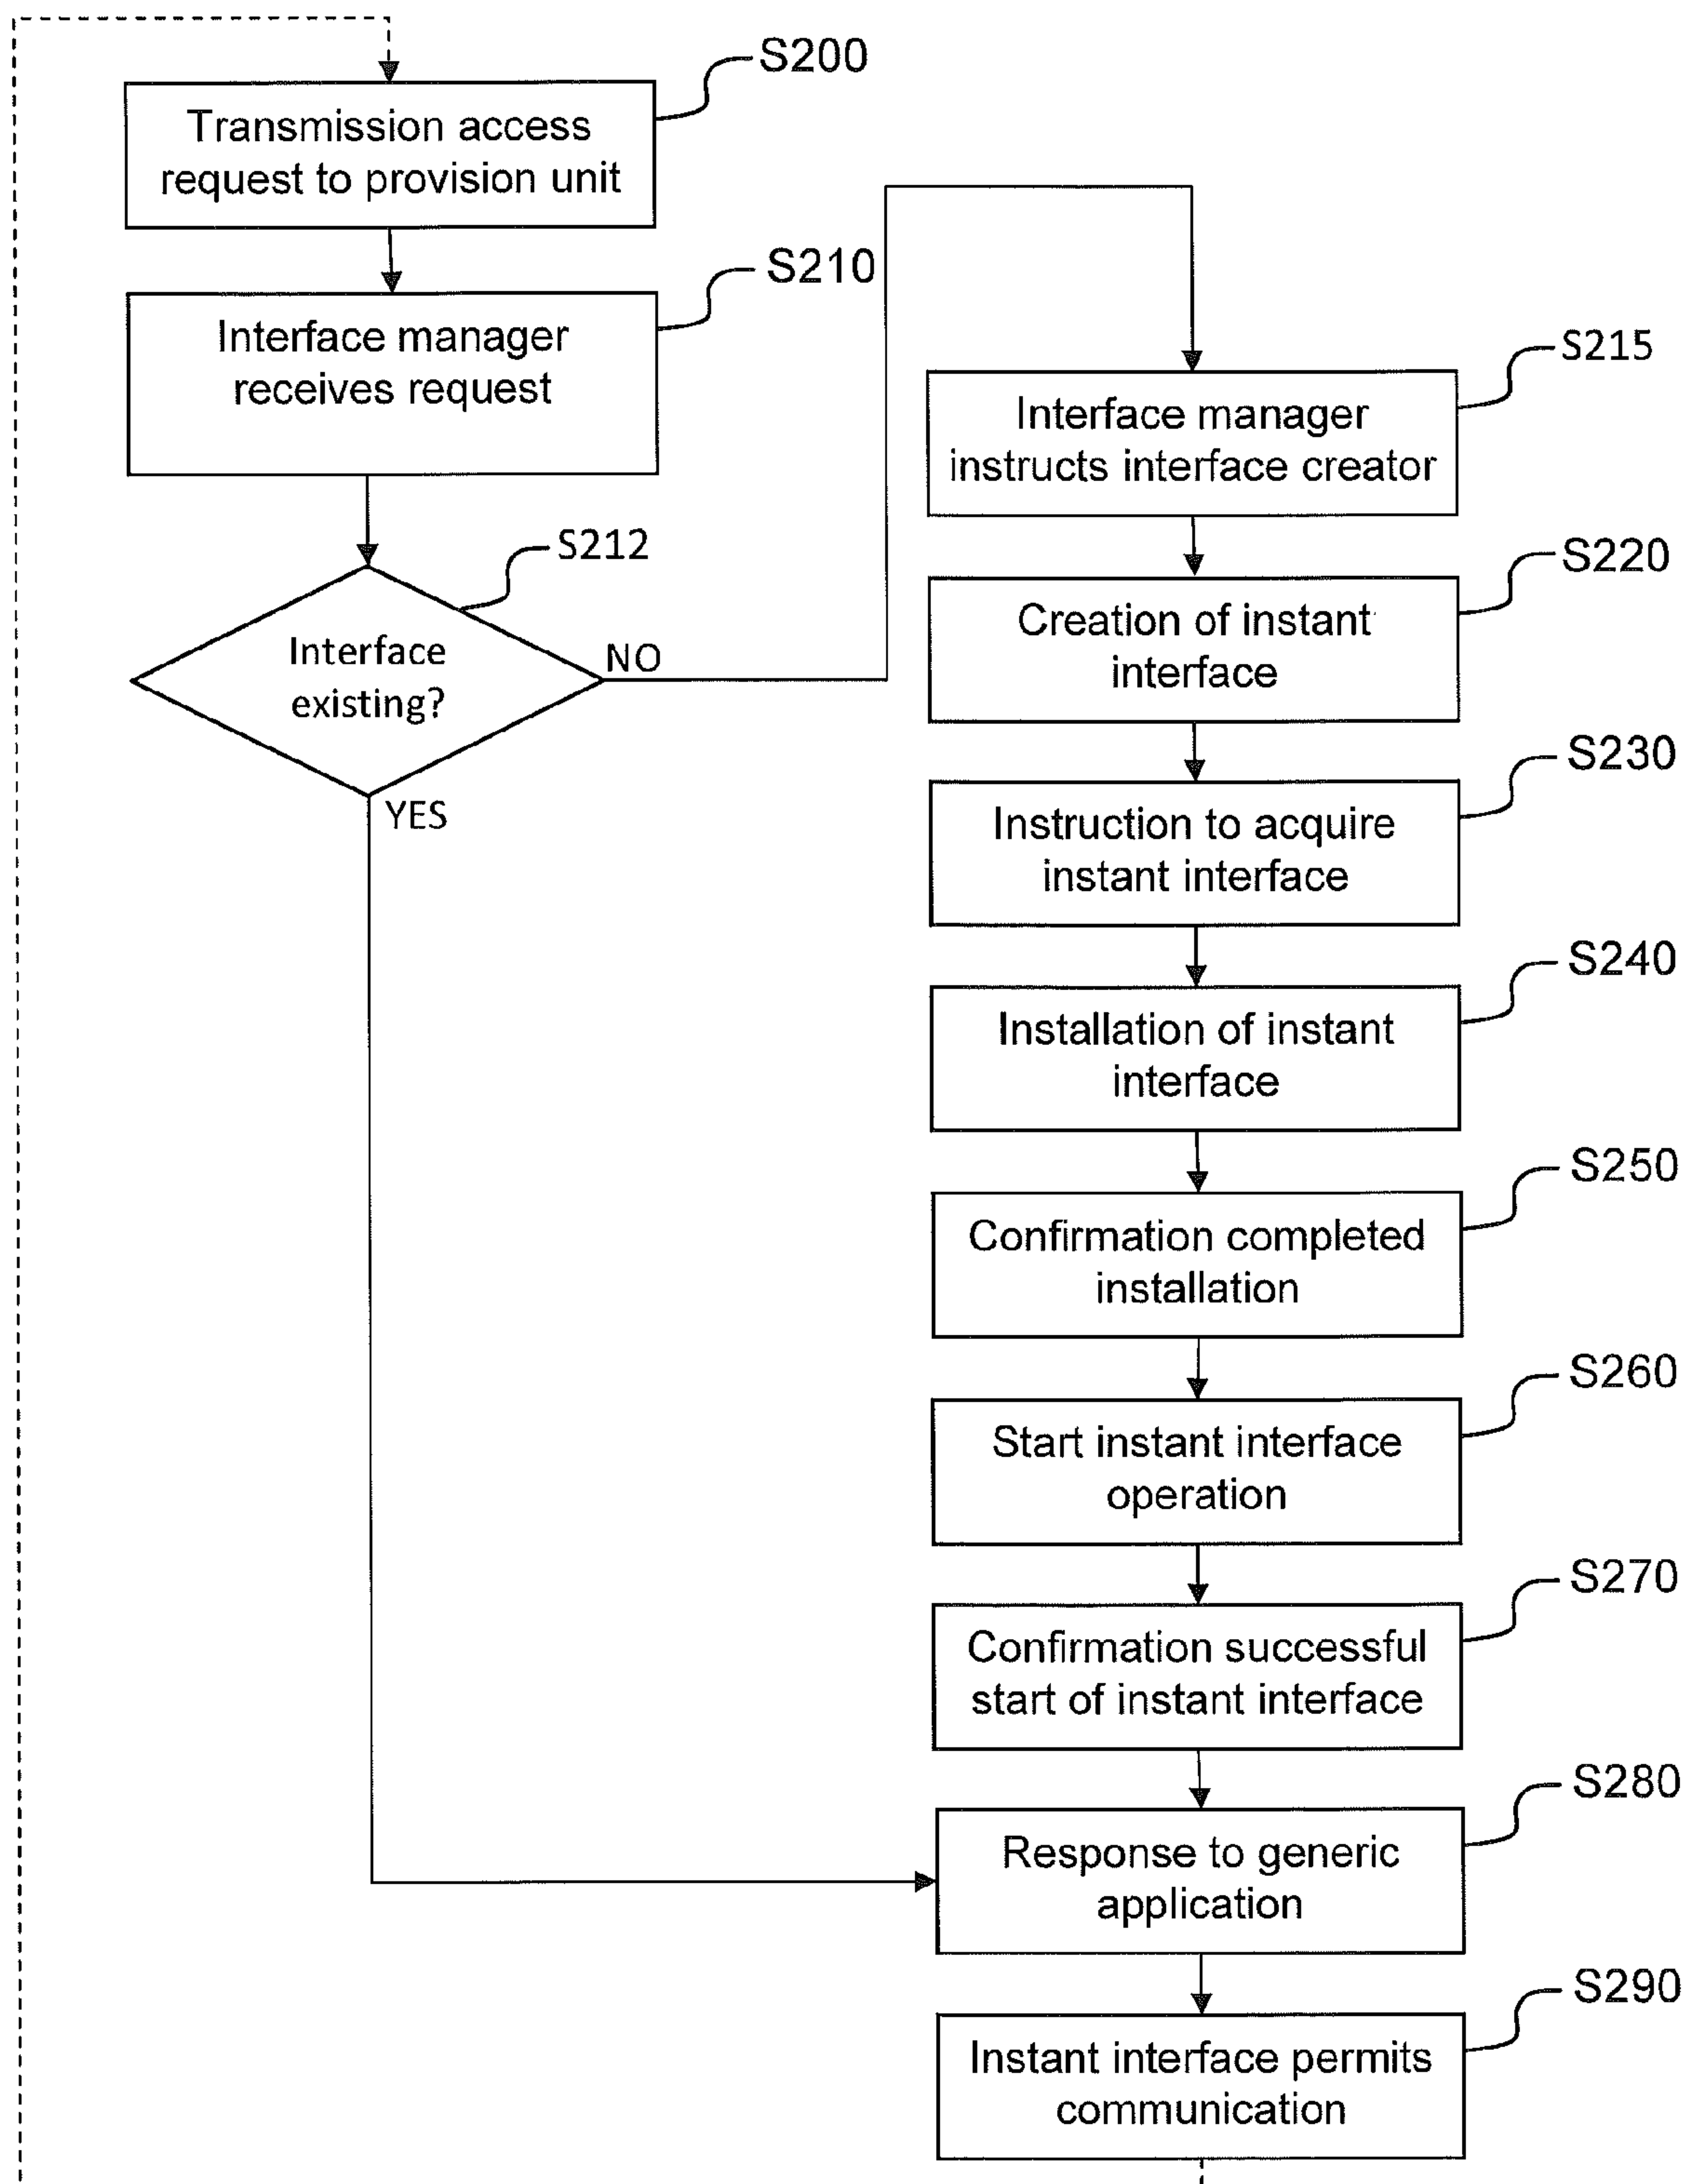 S200
Transmission access
request to provision unit
S210
Interface manager
receives request
S212
Interface
existing?
NO
YES
S215
Interface manager
instructs interface creator
S220
Creation of instant
interface
S230
Instruction to acquire
instant interface
S240
Installation of instant
interface
S250
Confirmation completed
installation
S260
Start instant interface
operation
S270
Confirmation successful
start of instant interface
S280
Response to generic
application
S290
Instant interface permits
communication